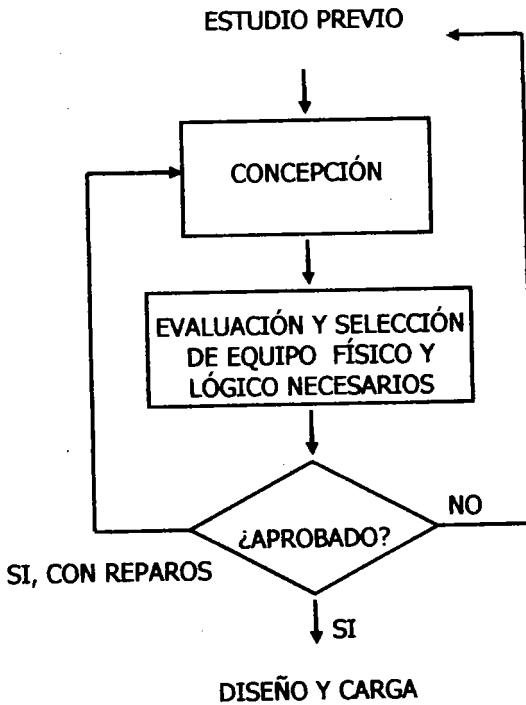 ESTUDIO PREVIO
CONCEPCIÓN
EVALUACIÓN Y SELECCIÓN
DE EQUIPO FÍSICO Y
LÓGICO NECESARIOS
¿APROBADO?
NO
SI, CON REPAROS
SI
DISEÑO Y CARGA